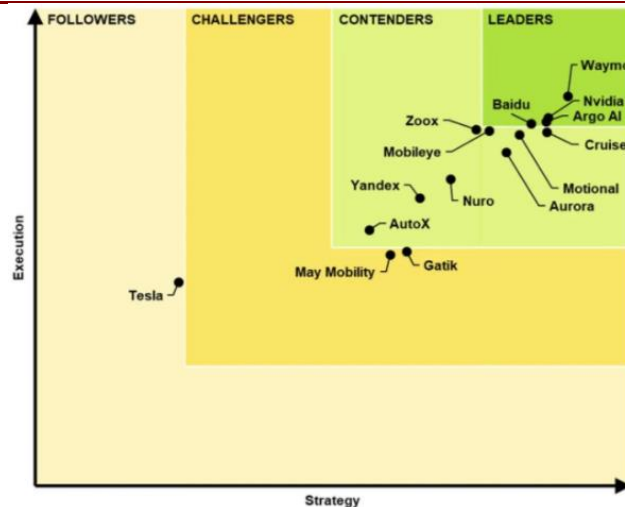 FOLLOWERS
CHALLENGERS
CONTENDERS
LEADERS
Waymo
Baidu
Nvidia
Zoox
Argo AI
Mobileye
Cruise
Yandex
Motional
Nuro
Aurora
AutoX
May Mobility
Gatik
Tesla
Execution
Strategy